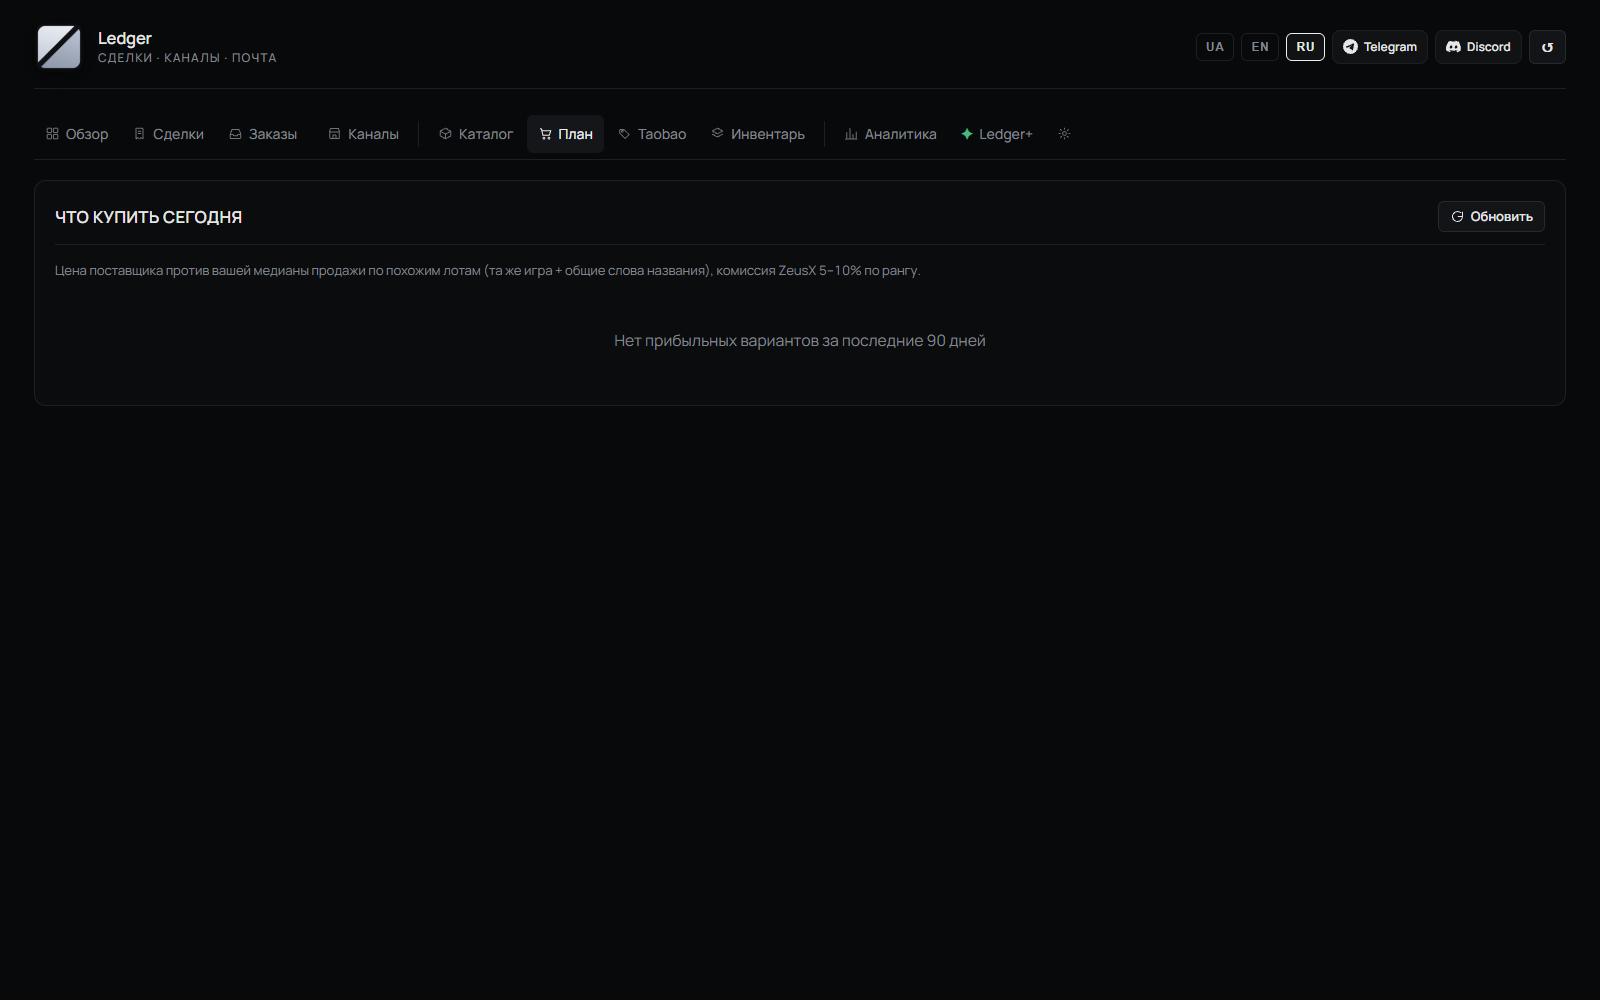 Ledger
СДЕЛКИ · КАНАЛЫ · ПОЧТА
UA EN RU Telegram Discord
Обзор Сделки Заказы Каналы Каталог План Taobao Инвентарь Аналитика Ledger+
ЧТО КУПИТЬ СЕГОДНЯ
Обновить
Цена поставщика против вашей медианы продажи по похожим лотам (та же игра + общие слова названия), комиссия ZeusX 5–10% по рангу.
Нет прибыльных вариантов за последние 90 дней